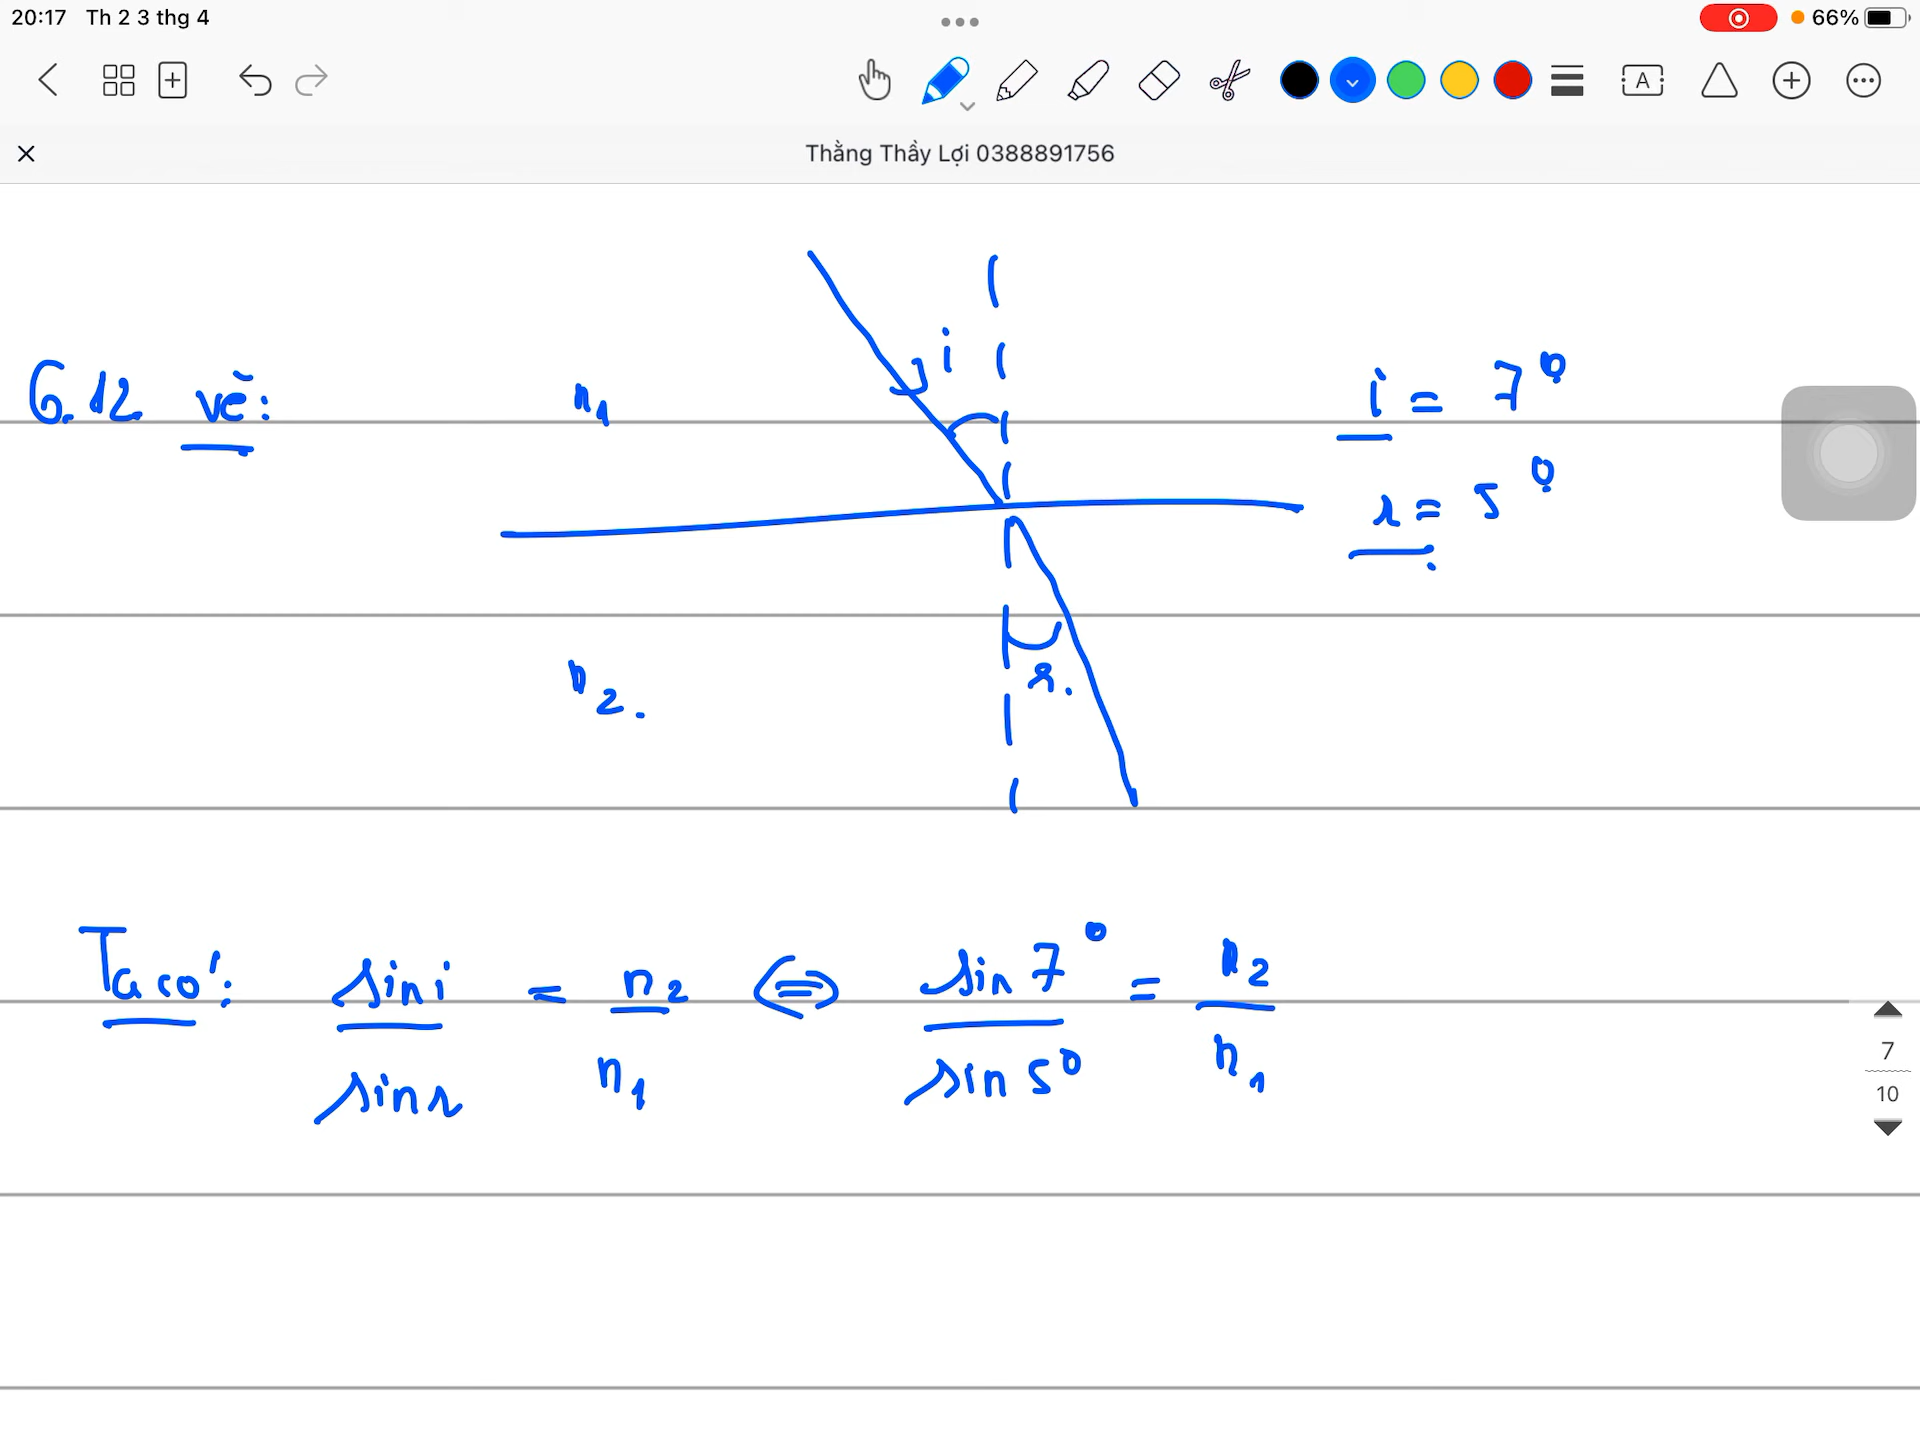 20:17 Th 2 3 thg 4
66%
A
Thằng Thầy Lợi 0388891756
6.12 vẽ:
n1
i
i = 7°
r = 5°
n2.
r.
Ta có: sin i / sin r = n2 / n1 ⇔ sin 7° / sin 5° = n2 / n1
7
10